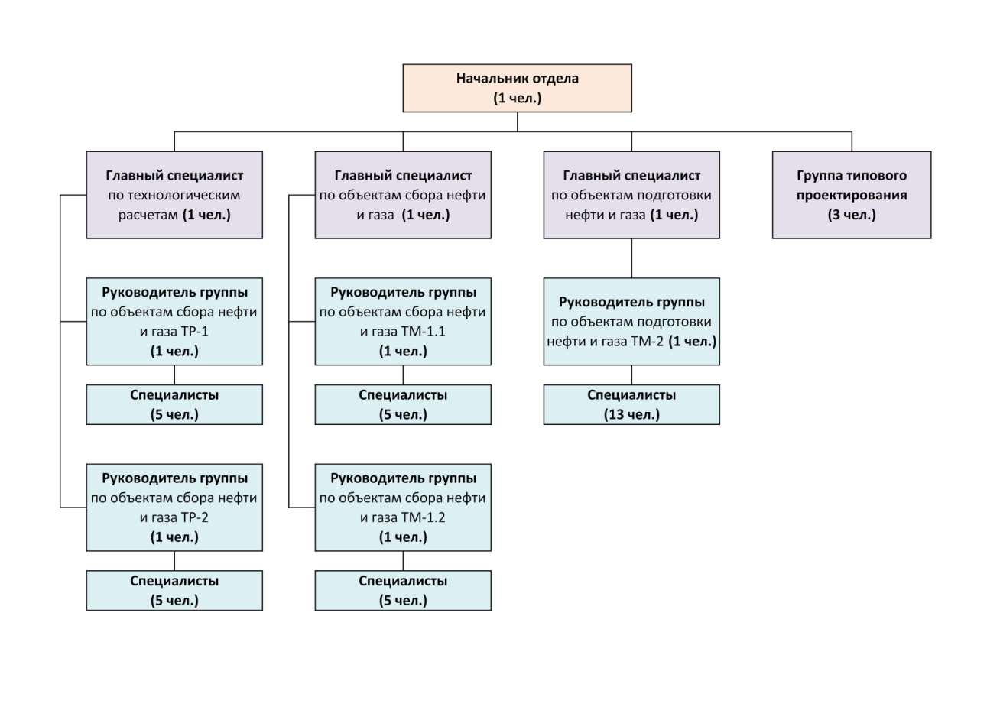 Начальник отдела
(1 чел.)
Главный специалист
по технологическим
расчетам (1 чел.)
Главный специалист
по объектам сбора нефти
и газа  (1 чел.)
Главный специалист
по объектам подготовки
нефти и газа (1 чел.)
Группа типового
проектирования
(3 чел.)
Руководитель группы
по объектам сбора нефти
и газа ТР-1
(1 чел.)
Руководитель группы
по объектам сбора нефти
и газа ТМ-1.1
(1 чел.)
Руководитель группы
по объектам подготовки
нефти и газа ТМ-2 (1 чел.)
Специалисты
(5 чел.)
Специалисты
(5 чел.)
Специалисты
(13 чел.)
Руководитель группы
по объектам сбора нефти
и газа ТР-2
(1 чел.)
Руководитель группы
по объектам сбора нефти
и газа ТМ-1.2
(1 чел.)
Специалисты
(5 чел.)
Специалисты
(5 чел.)